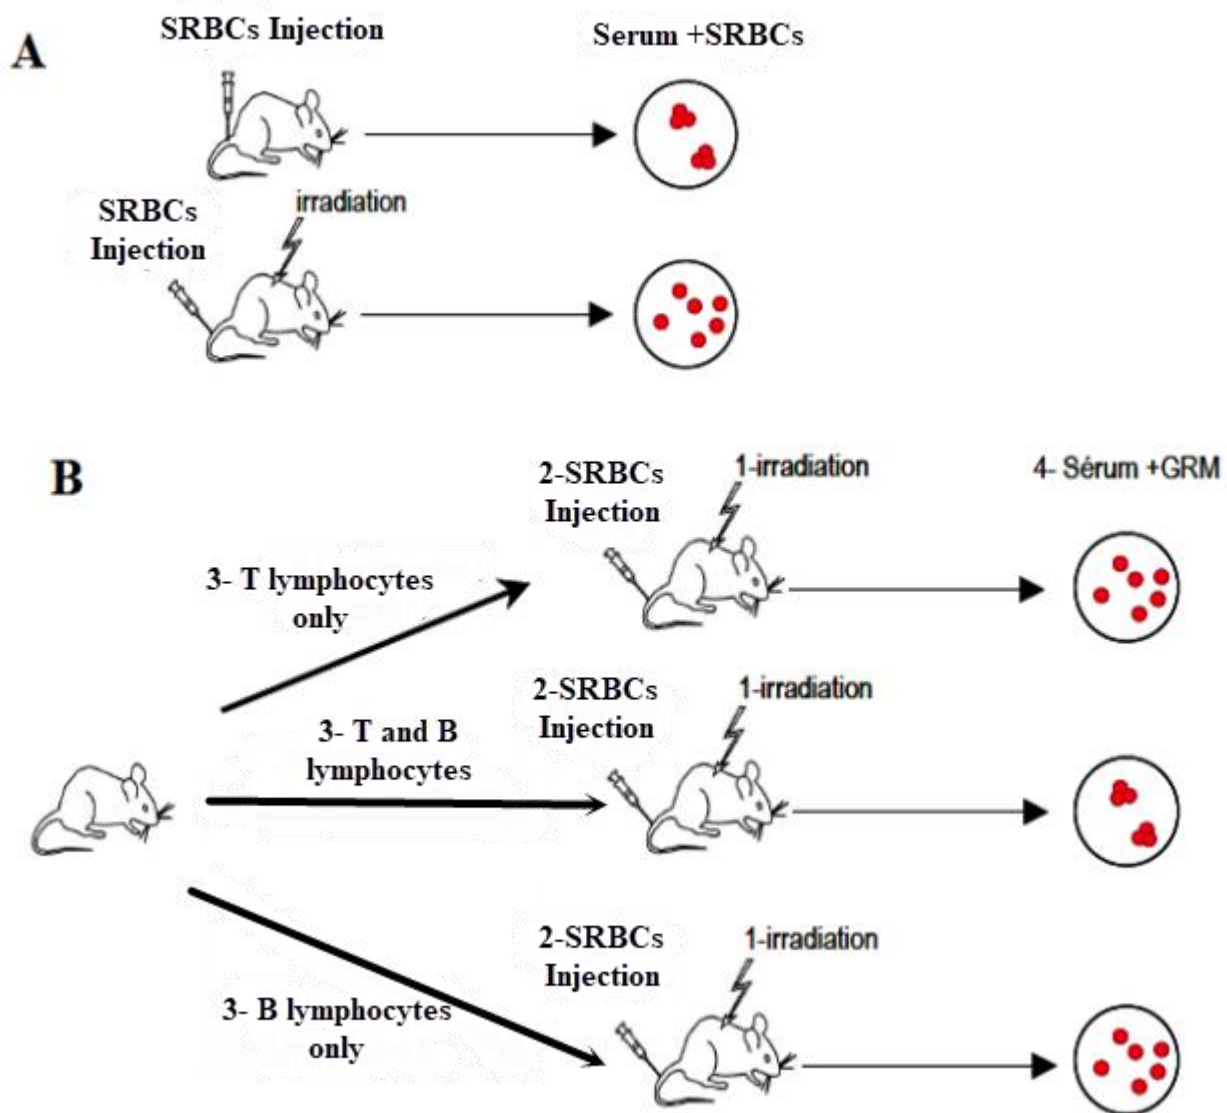 A
SRBCs Injection
Serum +SRBCs
SRBCs
Injection
irradiation
B
2-SRBCs
Injection
1-irradiation
4- Sérum +GRM
3- T lymphocytes
only
2-SRBCs
Injection
1-irradiation
3- T and B
lymphocytes
2-SRBCs
Injection
1-irradiation
3- B lymphocytes
only